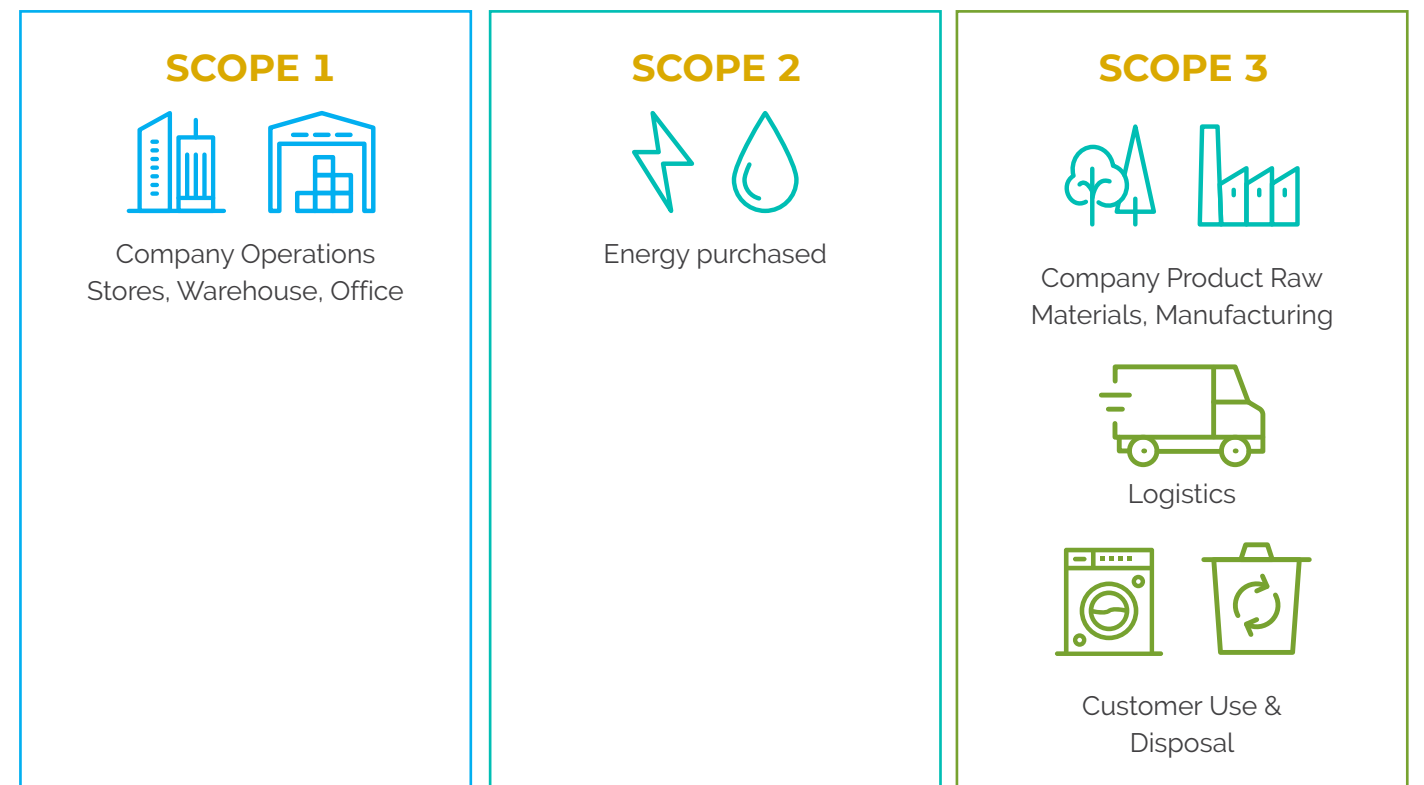 SCOPE 1
Company Operations
Stores, Warehouse, Office
SCOPE 2
Energy purchased
SCOPE 3
Company Product Raw
Materials, Manufacturing
Logistics
Customer Use &
Disposal